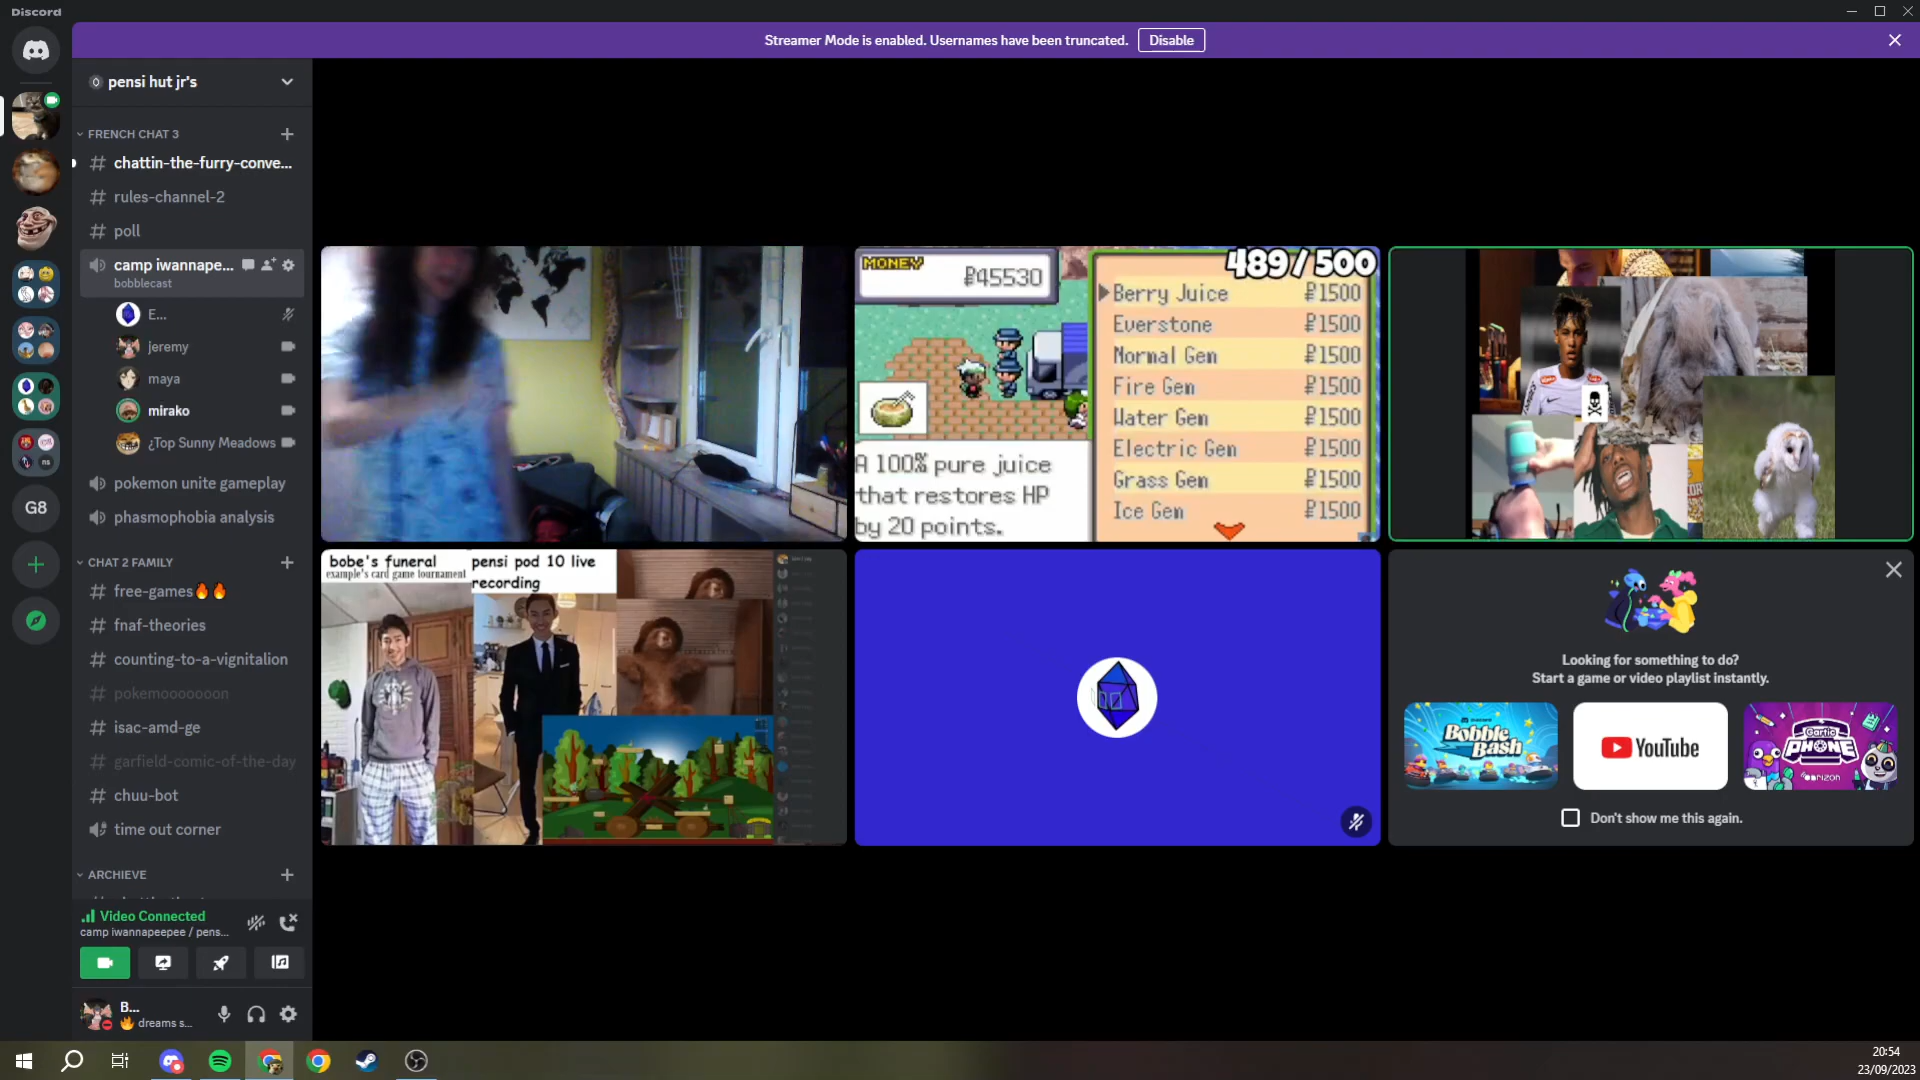 Discord
Streamer Mode is enabled. Usernames have been truncated.
Disable
pensi hut jr's
FRENCH CHAT 3
chattin-the-furry-conve...
rules-channel-2
poll
camp iwannape...
bobblecast
E...
jeremy
maya
mirako
¿Top Sunny Meadows
pokemon unite gameplay
phasmophobia analysis
G8
CHAT 2 FAMILY
free-games🔥🔥
fnaf-theories
counting-to-a-vignitalion
pokemooooooon
isac-amd-ge
garfield-comic-of-the-day
chuu-bot
time out corner
ARCHIEVE
Video Connected
camp iwannapeepee / pens...
B...
🔥 dreams s...
MONEY
₽45530
489/500
Berry Juice ₽1500
Everstone ₽1500
Normal Gem ₽1500
Fire Gem ₽1500
Water Gem ₽1500
Electric Gem ₽1500
Grass Gem ₽1500
Ice Gem ₽1500
A 100% pure juice
that restores HP
by 20 points.
bobe's funeral
example's card game tournament
pensi pod 10 live
recording
Looking for something to do?
Start a game or video playlist instantly.
Bobble
Bash
YouTube
Gartic
PHONE
Don't show me this again.
20:54
23/09/2023